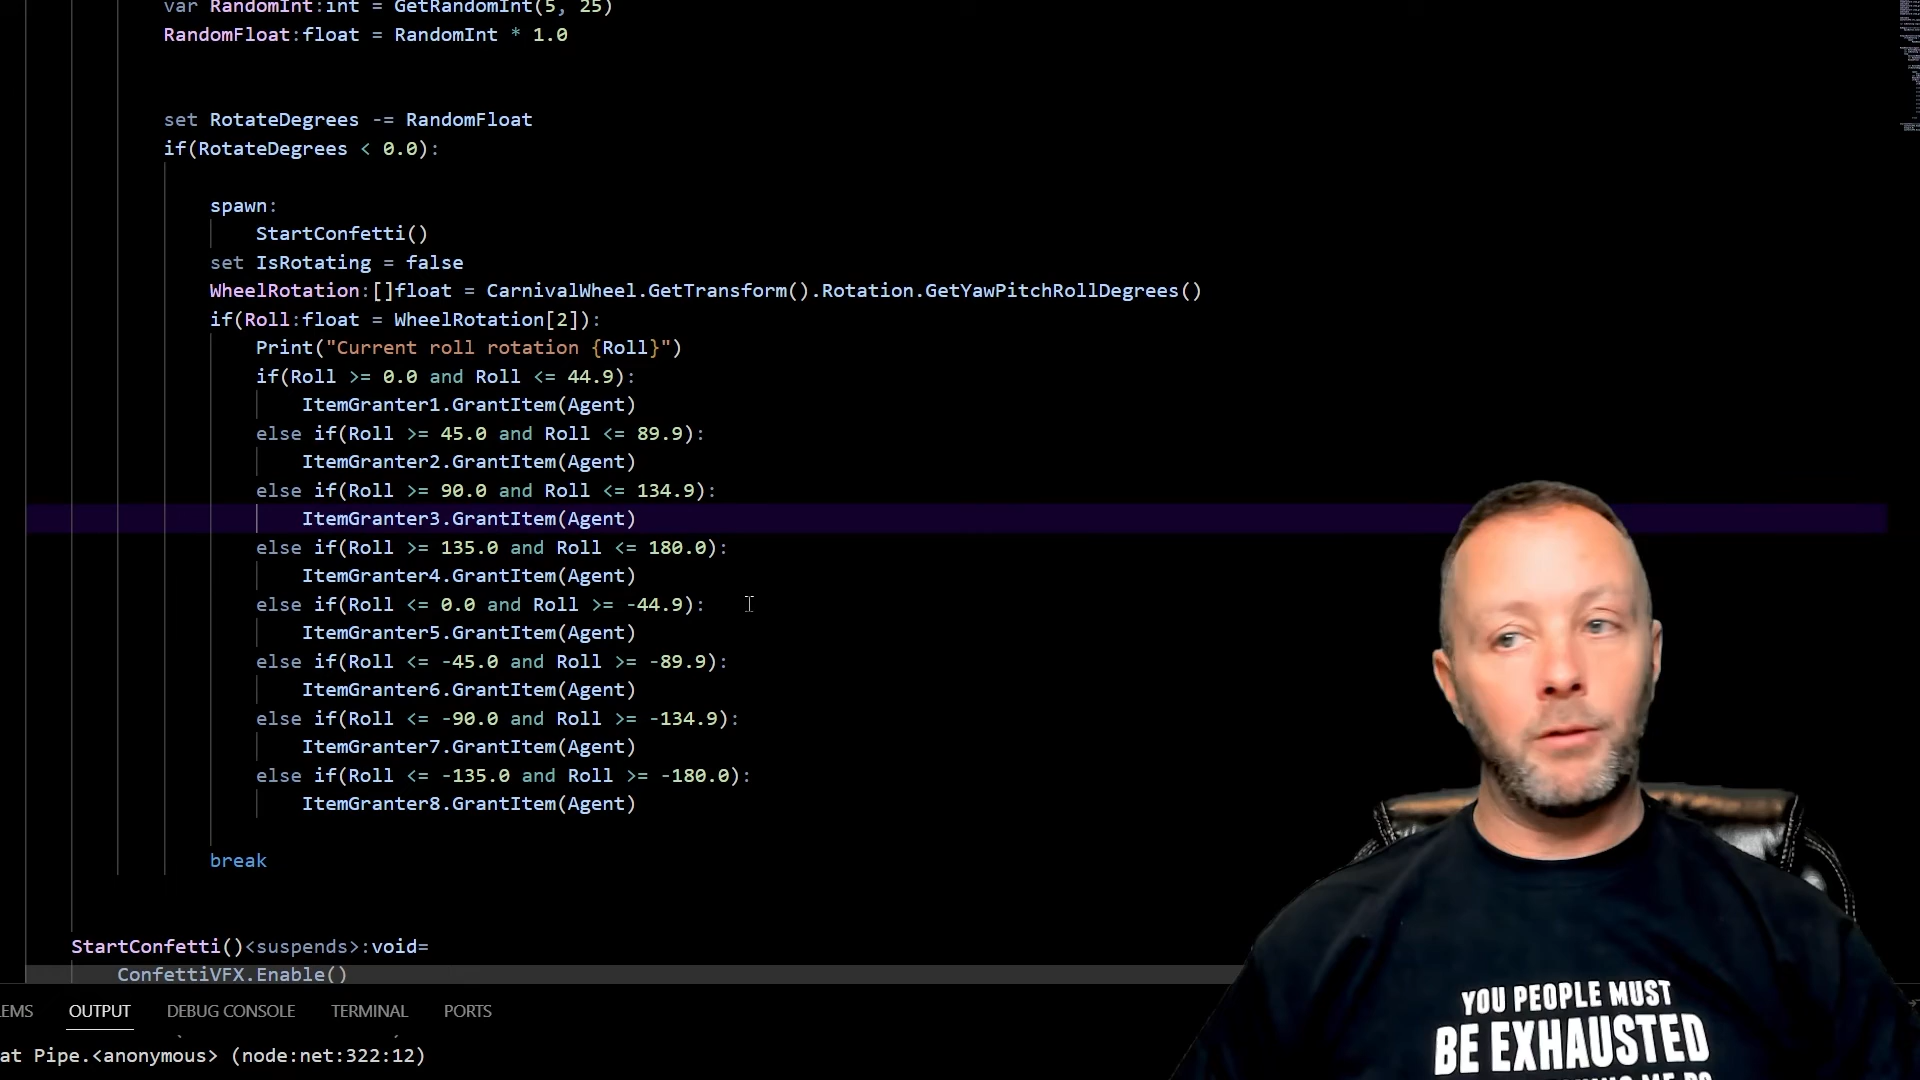 var RandomInt:int = GetRandomInt(5, 25)
RandomFloat:float = RandomInt * 1.0
set RotateDegrees -= RandomFloat
if(RotateDegrees < 0.0):
spawn:
StartConfetti()
set IsRotating = false
WheelRotation:[]float = CarnivalWheel.GetTransform().Rotation.GetYawPitchRollDegrees()
if(Roll:float = WheelRotation[2]):
Print("Current roll rotation {Roll}")
if(Roll >= 0.0 and Roll <= 44.9):
ItemGranter1.GrantItem(Agent)
else if(Roll >= 45.0 and Roll <= 89.9):
ItemGranter2.GrantItem(Agent)
else if(Roll >= 90.0 and Roll <= 134.9):
ItemGranter3.GrantItem(Agent)
else if(Roll >= 135.0 and Roll <= 180.0):
ItemGranter4.GrantItem(Agent)
else if(Roll <= 0.0 and Roll >= -44.9):
ItemGranter5.GrantItem(Agent)
else if(Roll <= -45.0 and Roll >= -89.9):
ItemGranter6.GrantItem(Agent)
else if(Roll <= -90.0 and Roll >= -134.9):
ItemGranter7.GrantItem(Agent)
else if(Roll <= -135.0 and Roll >= -180.0):
ItemGranter8.GrantItem(Agent)
break
StartConfetti()<suspends>:void=
ConfettiVFX.Enable()
LEMS OUTPUT DEBUG CONSOLE TERMINAL PORTS
at Pipe.<anonymous> (node:net:322:12)
YOU PEOPLE MUST
BE EXHAUSTED